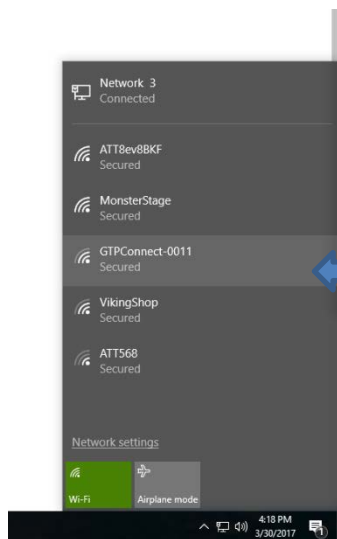 Network 3
Connected
ATT8ev8BKF
Secured
MonsterStage
Secured
GTPConnect-0011
Secured
VikingShop
Secured
ATT568
Secured
Network settings
Wi-Fi Airplane mode
4:18 PM
3/30/2017
1